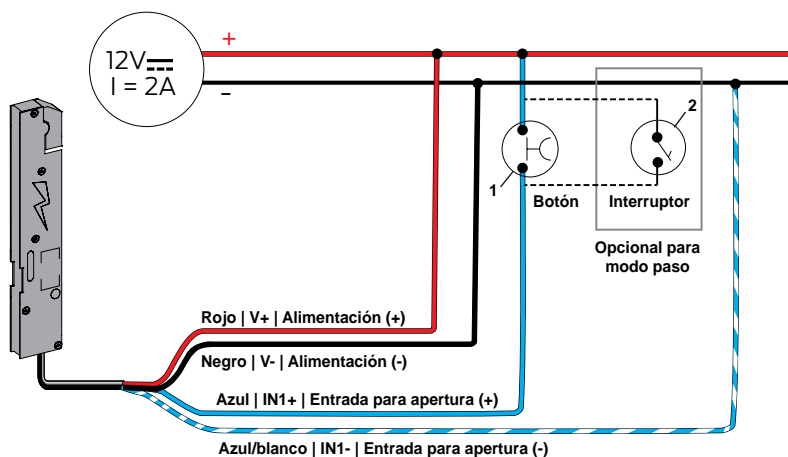 +
12V⎓
I = 2A
–
2
1
Botón
Interruptor
Opcional para
modo paso
Rojo | V+ | Alimentación (+)
Negro | V- | Alimentación (-)
Azul | IN1+ | Entrada para apertura (+)
Azul/blanco | IN1- | Entrada para apertura (-)